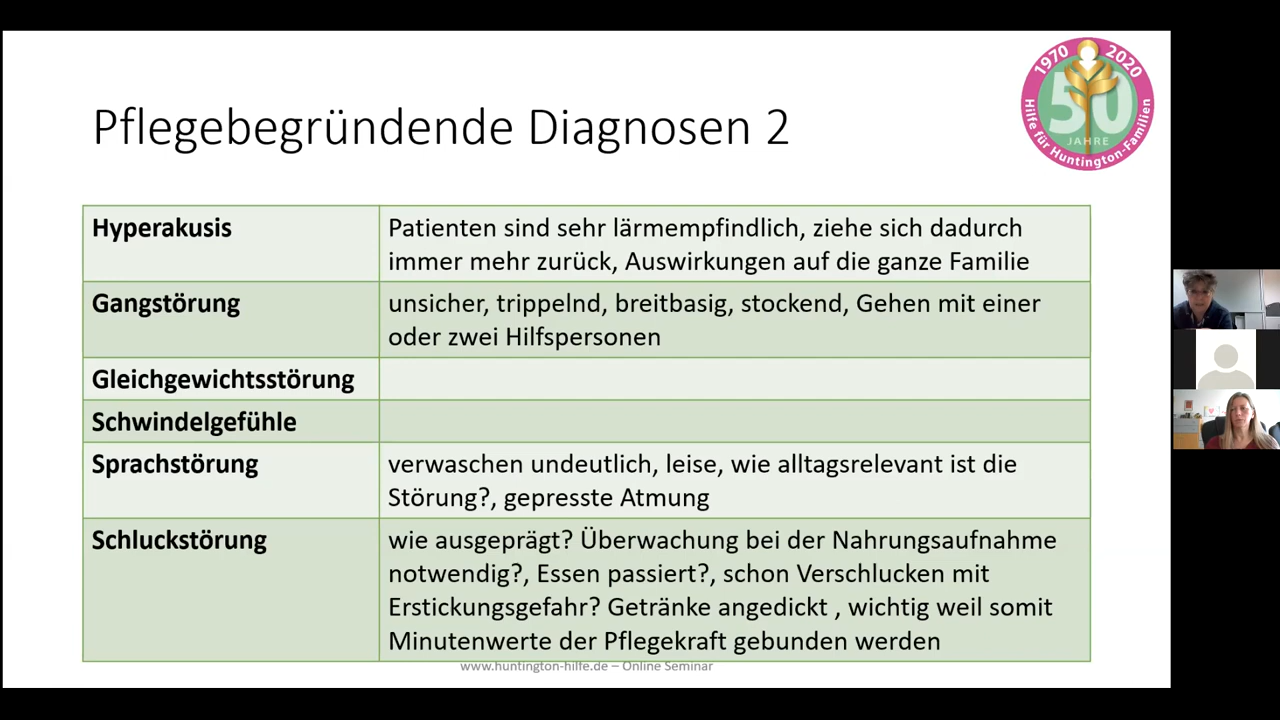 Pflegebegründende Diagnosen 2
1970 2020
50
JAHRE
Hilfe für Huntington-Familien
Hyperakusis
Patienten sind sehr lärmempfindlich, ziehe sich dadurch
immer mehr zurück, Auswirkungen auf die ganze Familie
Gangstörung
unsicher, trippelnd, breitbasig, stockend, Gehen mit einer
oder zwei Hilfspersonen
Gleichgewichtsstörung
Schwindelgefühle
Sprachstörung
verwaschen undeutlich, leise, wie alltagsrelevant ist die
Störung?, gepresste Atmung
Schluckstörung
wie ausgeprägt? Überwachung bei der Nahrungsaufnahme
notwendig?, Essen passiert?, schon Verschlucken mit
Erstickungsgefahr? Getränke angedickt , wichtig weil somit
Minutenwerte der Pflegekraft gebunden werden
www.huntington-hilfe.de – Online Seminar